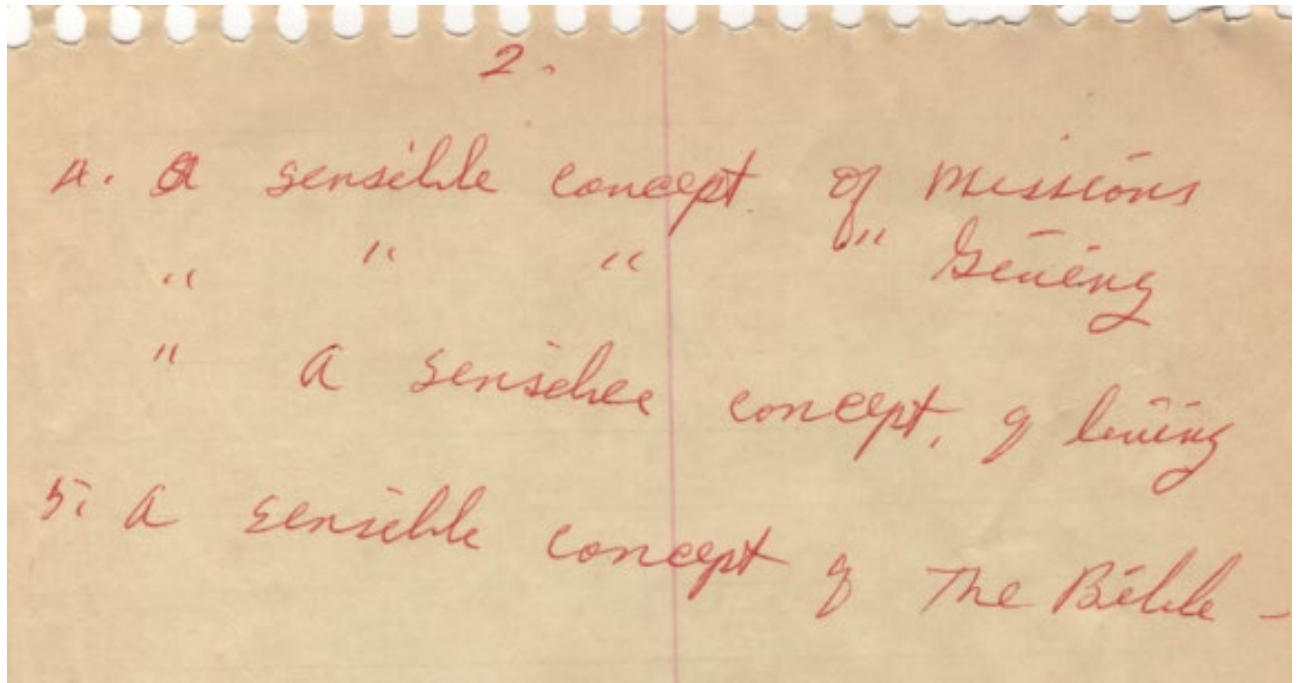 2.
4. A sensible concept of Missions
" " " " Giving
" A sensible concept. of living
5. A sensible concept of The Bible -